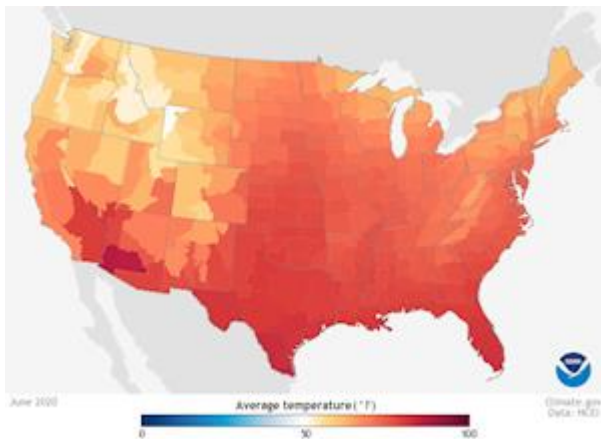 June 2020
Average temperature (°F)
Climate.gov
Data: NCEI
0
50
100